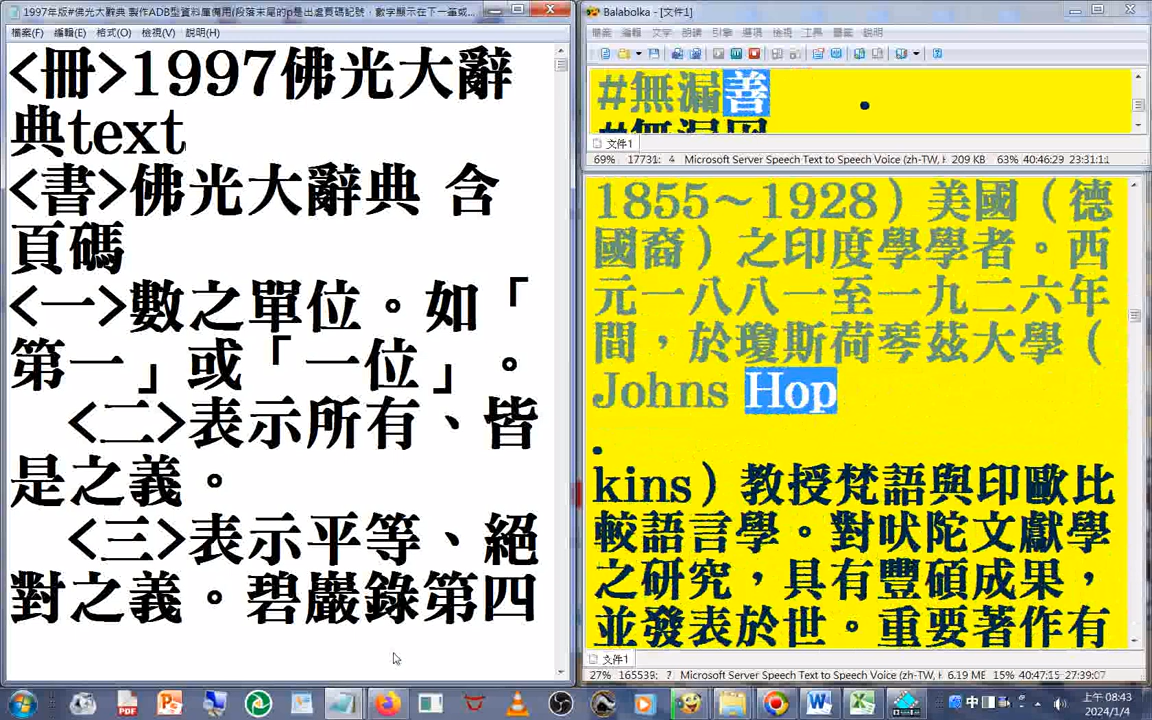 1997年版#佛光大辭典 製作ADB型資料庫備用(段落末尾的p是出處頁碼記號，數字顯示在下一筆或...
檔案(F) 編輯(E) 格式(O) 檢視(V) 說明(H)
<冊>1997佛光大辭
典text
<書>佛光大辭典 含
頁碼
<一>數之單位。如「
第一」或「一位」。
<二>表示所有、皆
是之義。
<三>表示平等、絕
對之義。碧巖錄第四
Balabolka - [文件1]
檔案 編輯 文字 朗讀 引擎 選項 檢視 工具 書籤 說明
#無漏善
.
#無漏因
文件1
69% 17731: 4 Microsoft Server Speech Text to Speech Voice (zh-TW, H 209 KB 63% 40:46:29 23:31:11
1855～1928）美國（德
國裔）之印度學學者。西
元一八八一至一九二六年
間，於瓊斯荷琴茲大學（
Johns Hop
.
kins）教授梵語與印歐比
較語言學。對吠陀文獻學
之研究，具有豐碩成果，
並發表於世。重要著作有
文件1
27% 165539: 7 Microsoft Server Speech Text to Speech Voice (zh-TW, H 6.19 ME 15% 40:47:15 27:39:07
中
上午 08:43
2024/1/4